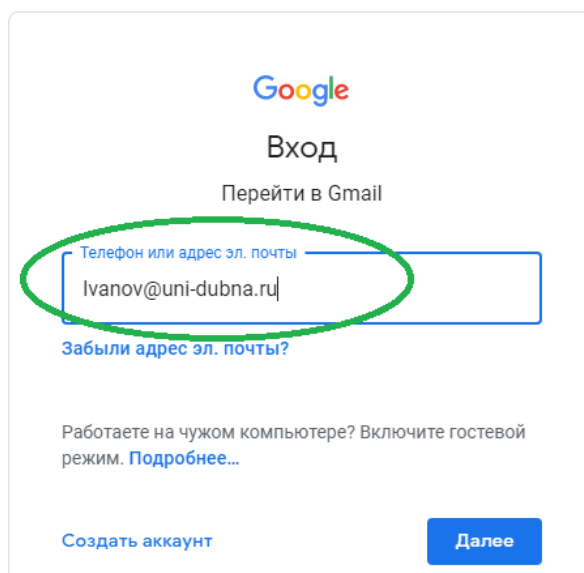 Google
Вход
Перейти в Gmail
Телефон или адрес эл. почты
Ivanov@uni-dubna.ru
Забыли адрес эл. почты?
Работаете на чужом компьютере? Включите гостевой
режим. Подробнее...
Создать аккаунт
Далее